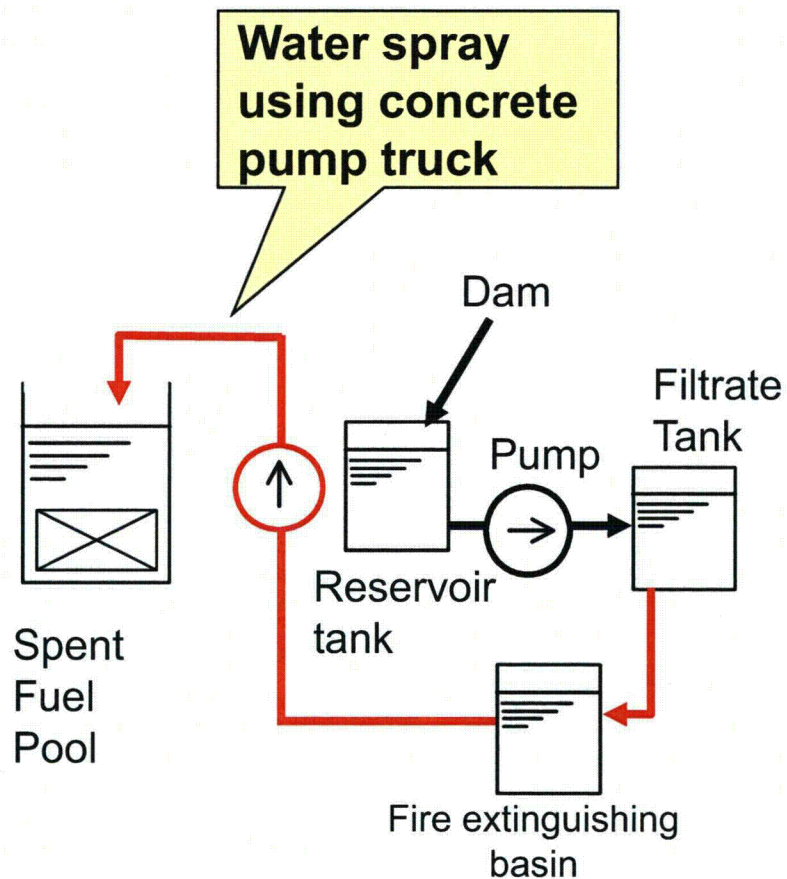 Water spray
using concrete
pump truck
Dam
Filtrate
Tank
Pump
Reservoir
tank
Spent
Fuel
Pool
Fire extinguishing
basin